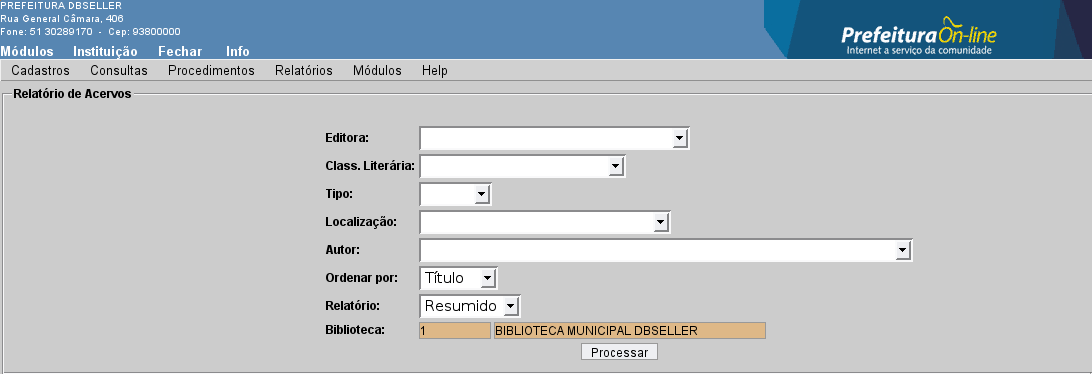 PREFEITURA DBSELLER
Rua General Câmara, 406
Fone: 51 30289170 - Cep: 93800000
Prefeitura On-line
Internet a serviço da comunidade
Módulos Instituição Fechar Info
Cadastros Consultas Procedimentos Relatórios Módulos Help
Relatório de Acervos
Editora:
Class. Literária:
Tipo:
Localização:
Autor:
Ordenar por: Título
Relatório: Resumido
Biblioteca: 1 BIBLIOTECA MUNICIPAL DBSELLER
Processar